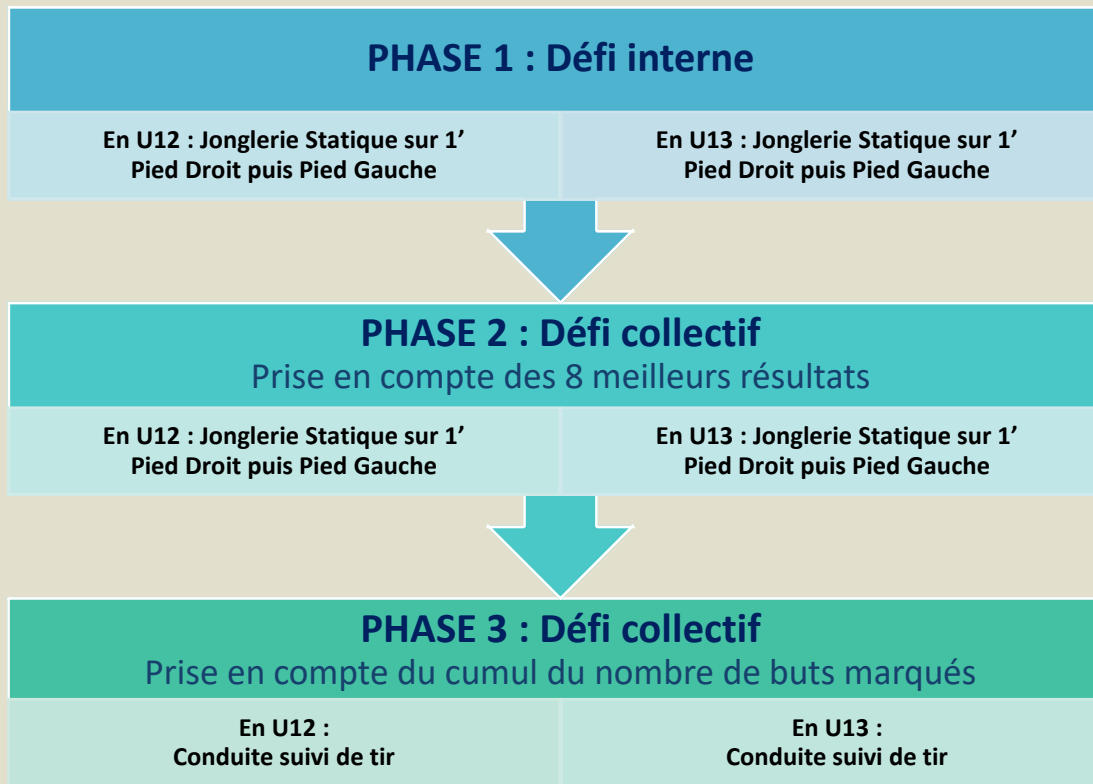 PHASE 1 : Défi interne
En U12 : Jonglerie Statique sur 1’
Pied Droit puis Pied Gauche
En U13 : Jonglerie Statique sur 1’
Pied Droit puis Pied Gauche
PHASE 2 : Défi collectif
Prise en compte des 8 meilleurs résultats
En U12 : Jonglerie Statique sur 1’
Pied Droit puis Pied Gauche
En U13 : Jonglerie Statique sur 1’
Pied Droit puis Pied Gauche
PHASE 3 : Défi collectif
Prise en compte du cumul du nombre de buts marqués
En U12 :
Conduite suivi de tir
En U13 :
Conduite suivi de tir